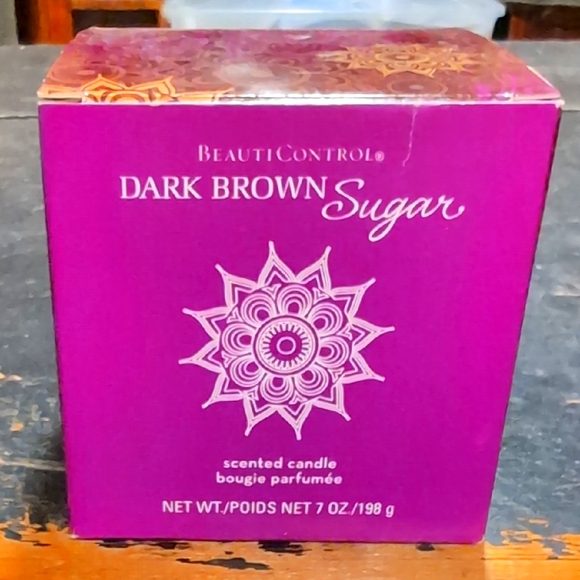 BEAUTICONTROL®
DARK BROWN Sugar
scented candle
bougie parfumée
NET WT./POIDS NET 7 OZ./198 g